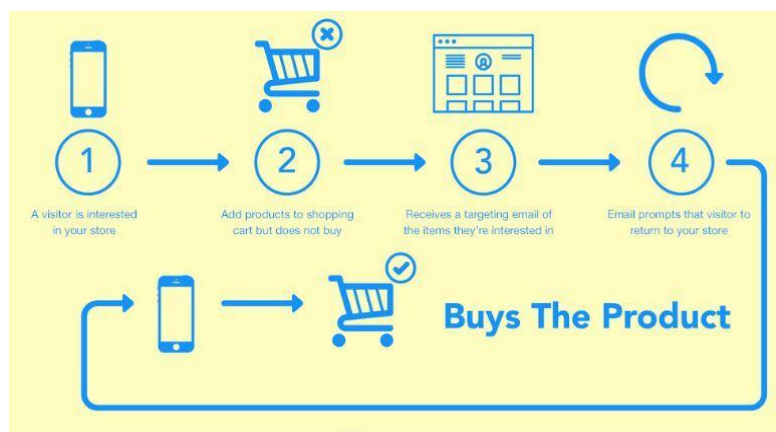 1
2
3
4
A visitor is interested
in your store
Add products to shopping
cart but does not buy
Receives a targeting email of
the items they're interested in
Email prompts that visitor to
return to your store
Buys The Product